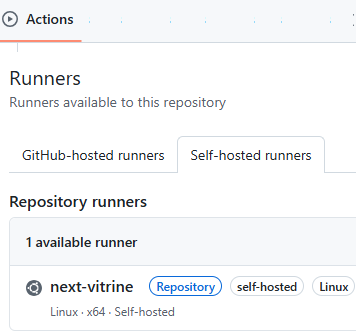 Actions
Runners
Runners available to this repository
GitHub-hosted runners Self-hosted runners
Repository runners
1 available runner
next-vitrine Repository self-hosted Linux
Linux · x64 · Self-hosted